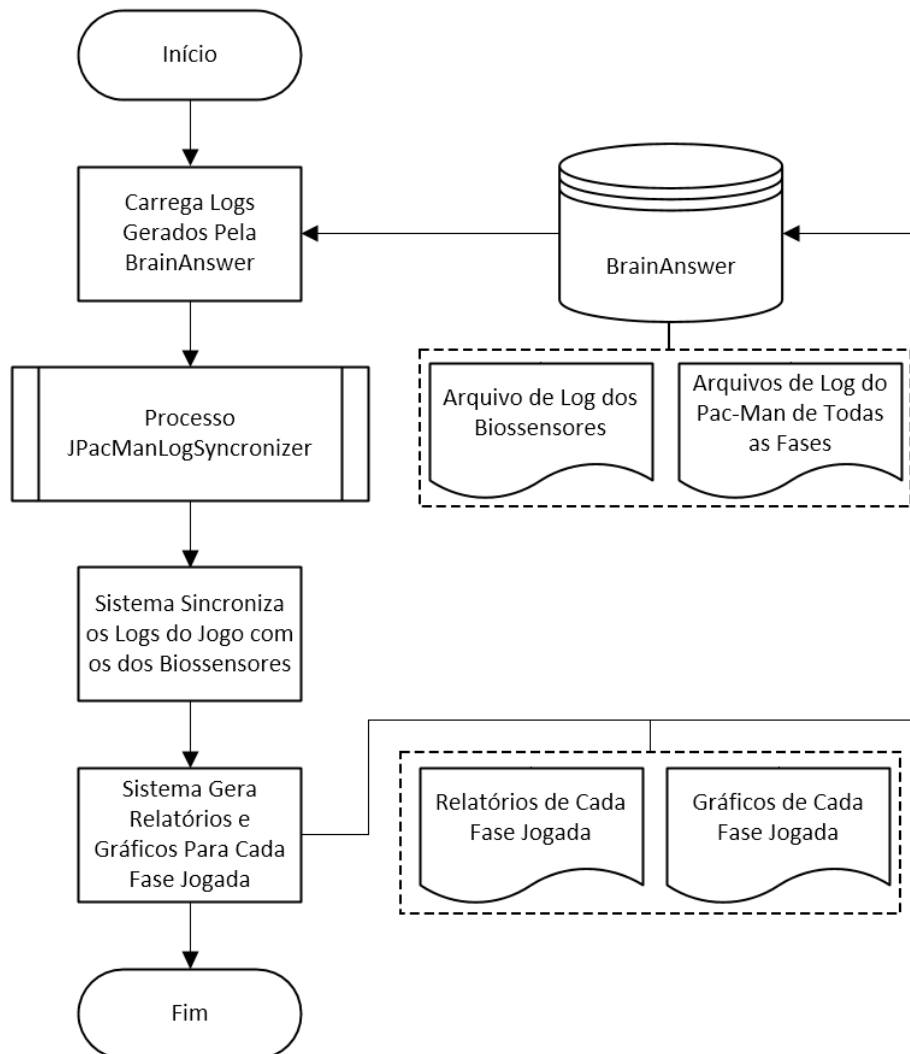 Início
Carrega Logs
Gerados Pela
BrainAnswer
BrainAnswer
Arquivo de Log dos
Biossensores
Arquivos de Log do
Pac-Man de Todas
as Fases
Processo
JPacManLogSyncronizer
Sistema Sincroniza
os Logs do Jogo com
os dos Biossensores
Sistema Gera
Relatórios e
Gráficos Para Cada
Fase Jogada
Relatórios de Cada
Fase Jogada
Gráficos de Cada
Fase Jogada
Fim